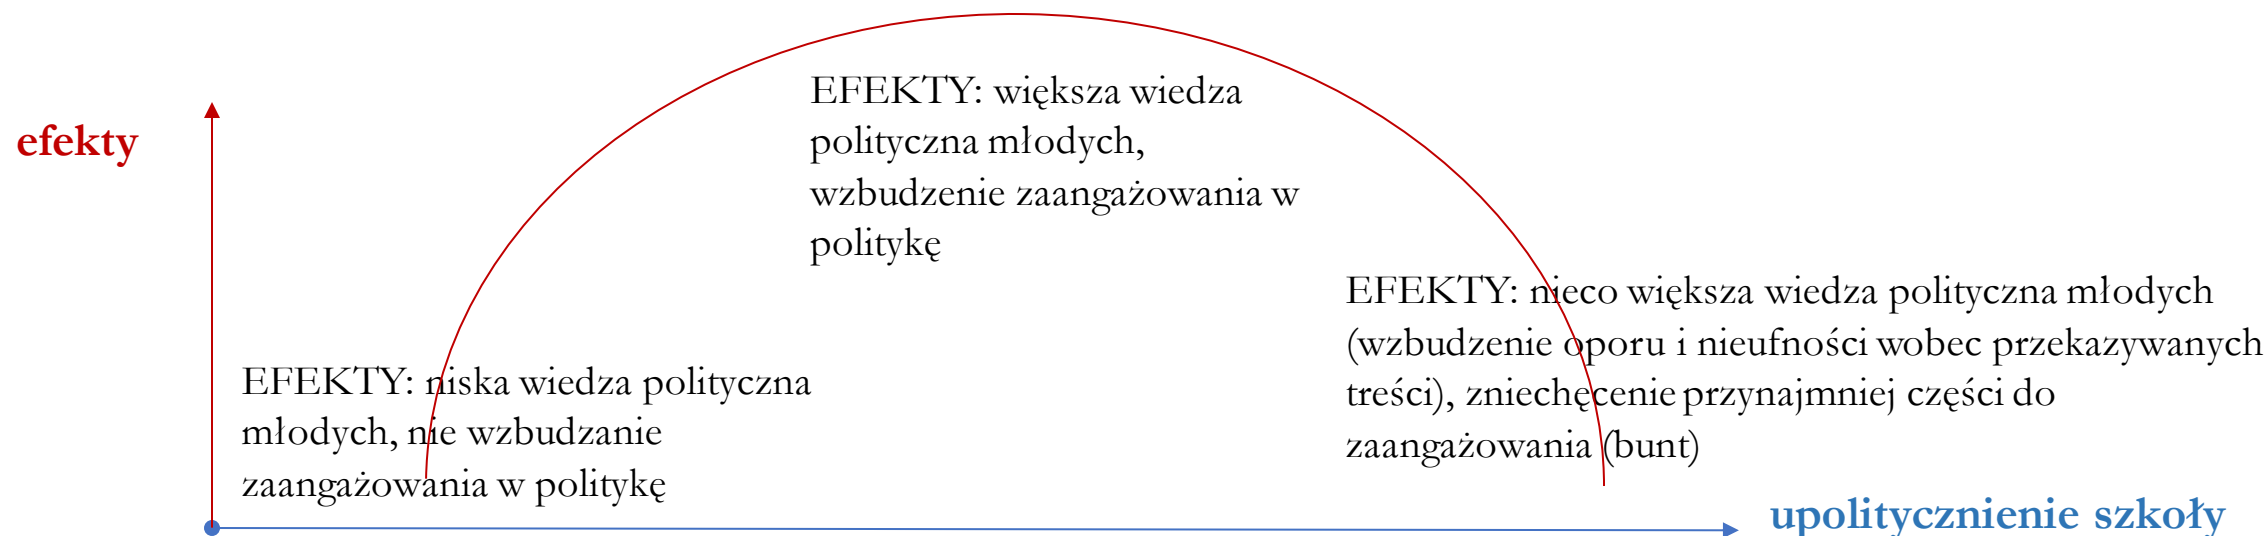 efekty
EFEKTY: większa wiedza
polityczna młodych,
wzbudzenie zaangażowania w
politykę
EFEKTY: nieco większa wiedza polityczna młodych
(wzbudzenie oporu i nieufności wobec przekazywanych
treści), zniechęcenie przynajmniej części do
zaangażowania (bunt)
EFEKTY: niska wiedza polityczna
młodych, nie wzbudzanie
zaangażowania w politykę
upolitycznienie szkoły